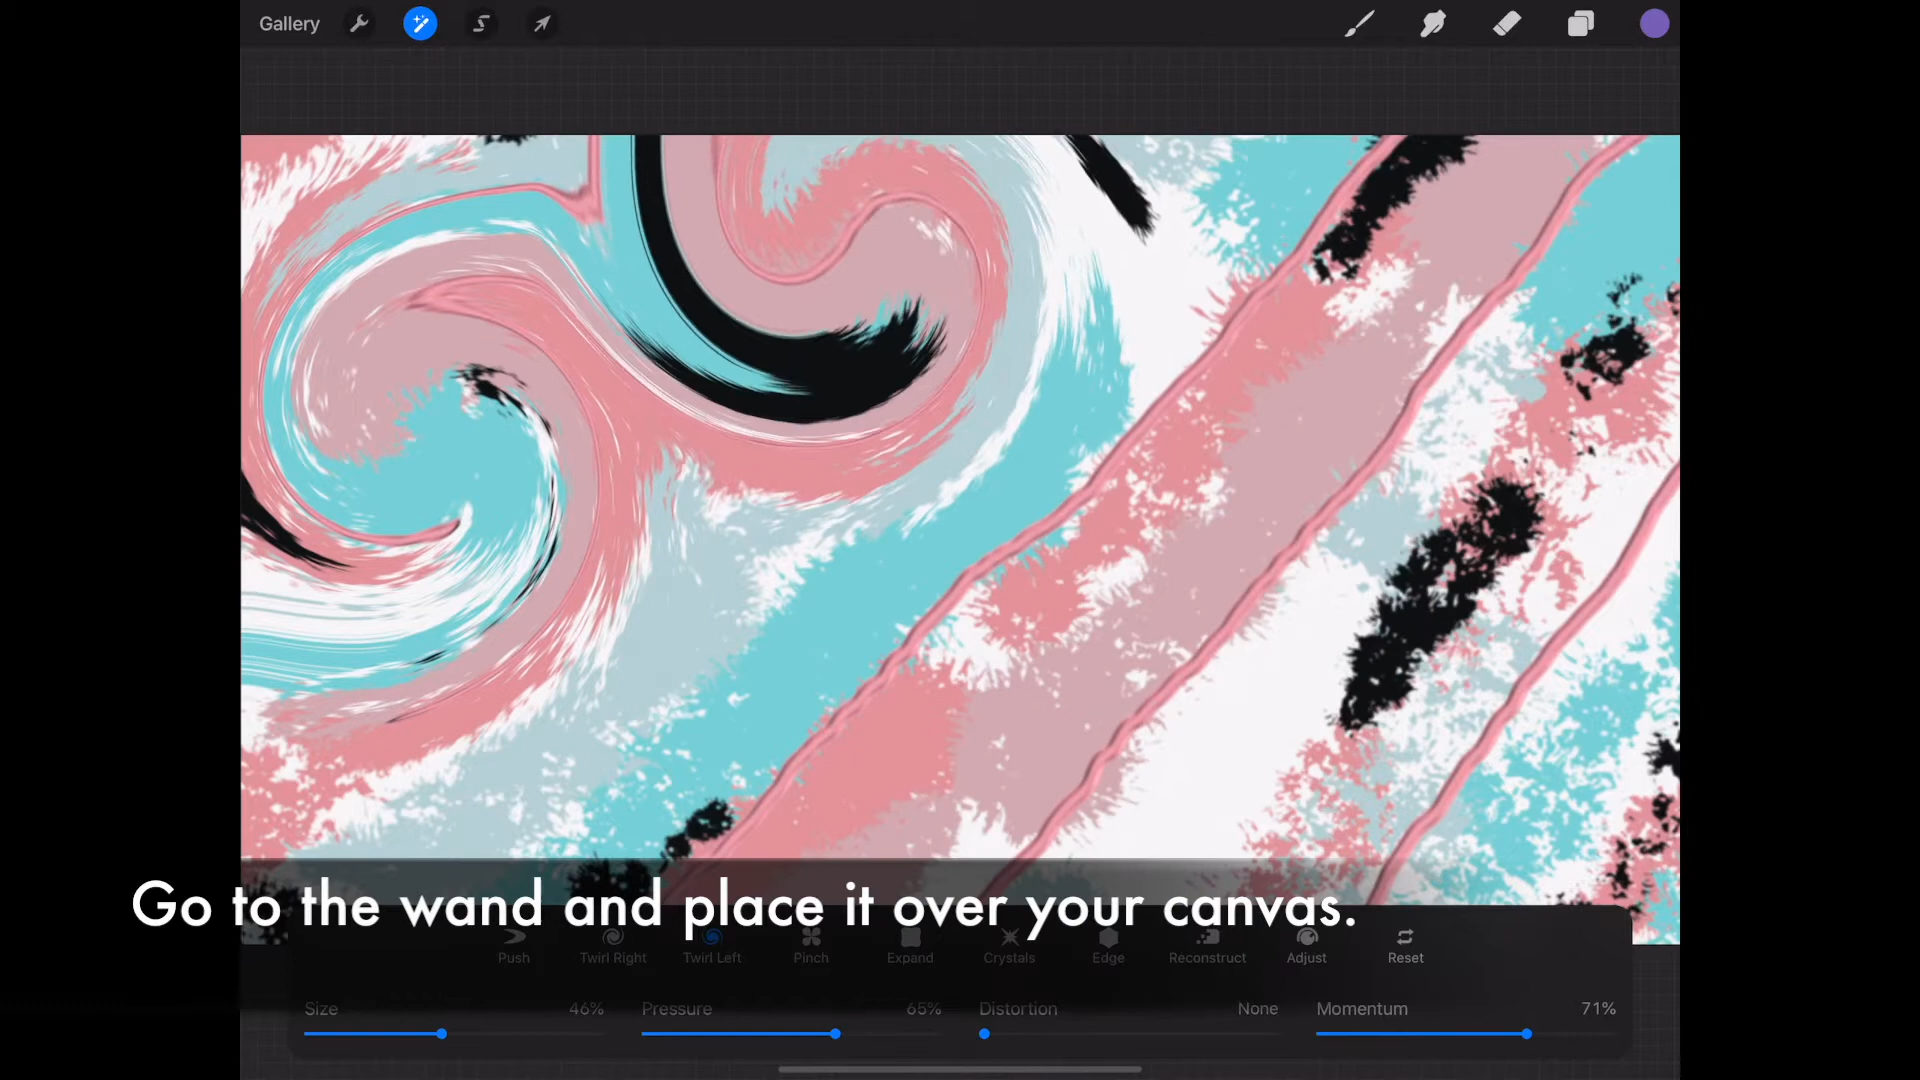 Gallery
Go to the wand and place it over your canvas.
Push Twirl Right Twirl Left Pinch Expand Crystals Edge Reconstruct Adjust Reset
Size 46% Pressure 65% Distortion None Momentum 71%